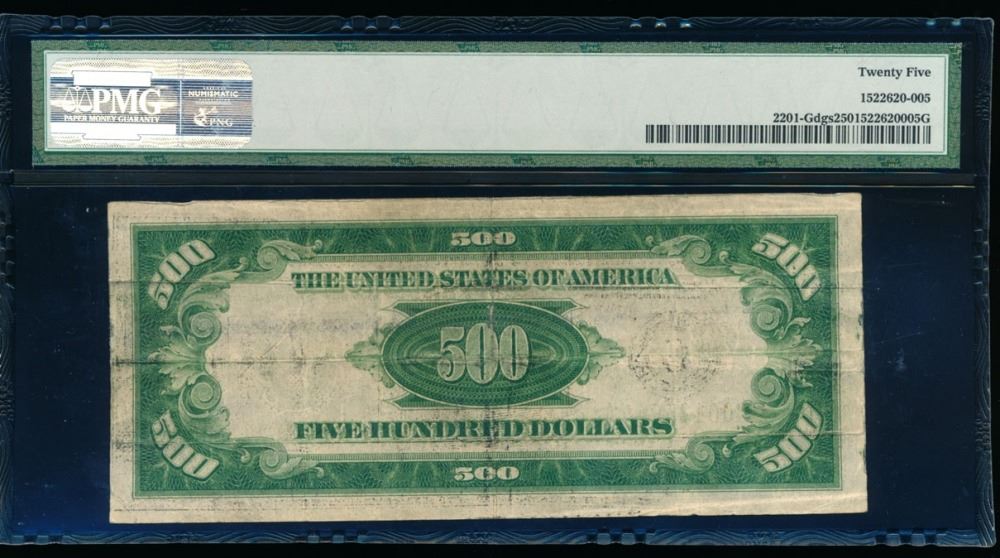 PMG
PAPER MONEY GUARANTY
NUMISMATIC
PNG
Twenty Five
1522620-005
2201-Gdgs2501522620005G
500
500
500
THE UNITED STATES OF AMERICA
500
FIVE HUNDRED DOLLARS
500
500
500